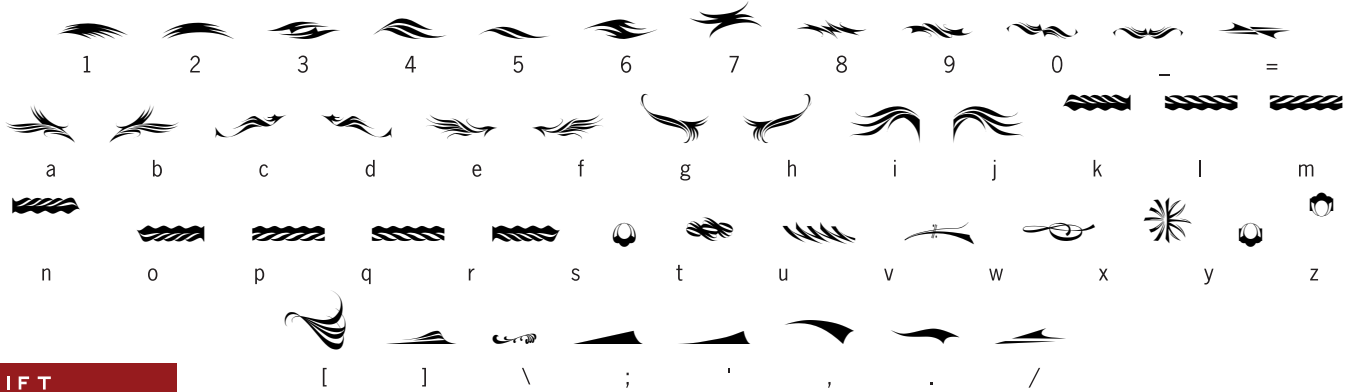 1 2 3 4 5 6 7 8 9 0 _ =
a b c d e f g h i j k l m
n o p q r s t u v w x y z
[ ] \ ; ' , . /
IFT